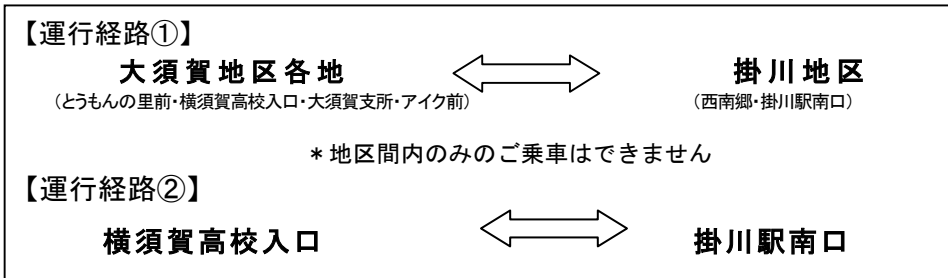 【運行経路①】
大須賀地区各地 掛川地区
(とうもんの里前・横須賀高校入口・大須賀支所・アイク前) (西南郷・掛川駅南口)
＊地区間内のみのご乗車はできません
【運行経路②】
横須賀高校入口 掛川駅南口